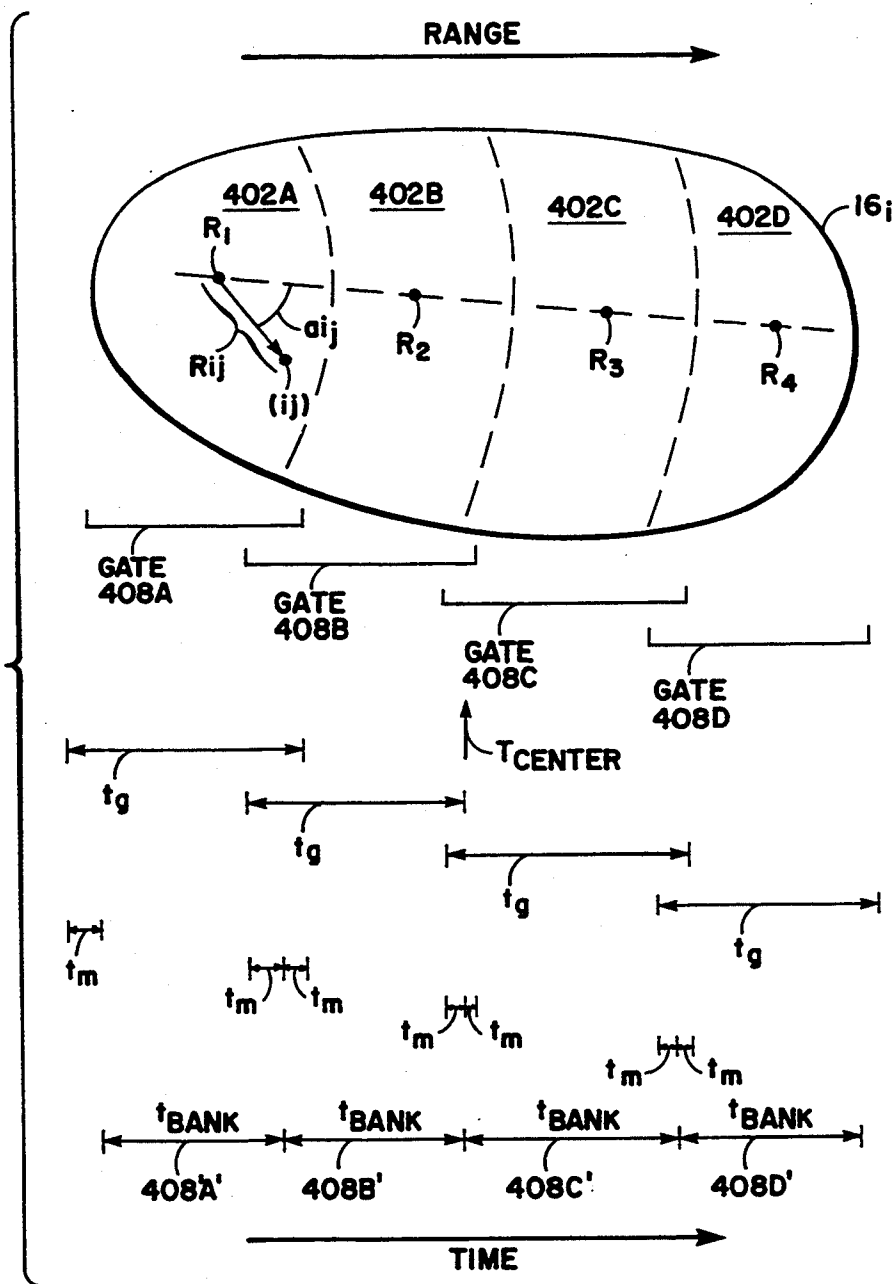 RANGE
402A 402B 402C 402D 16i
R1
aij
Rij
(ij)
R2
R3
R4
GATE
408A
GATE
408B
GATE
408C
GATE
408D
TCENTER
tg
tg
tg
tg
tm
tm tm
tm tm
tm tm
tBANK tBANK tBANK tBANK
408'A' 408B' 408C' 408D'
TIME